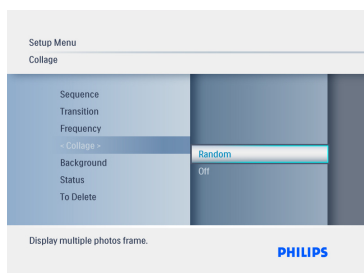 Setup Menu
Collage
Sequence
Transition
Frequency
« Collage »
Random
Background
Off
Status
To Delete
Display multiple photos frame.
PHILIPS